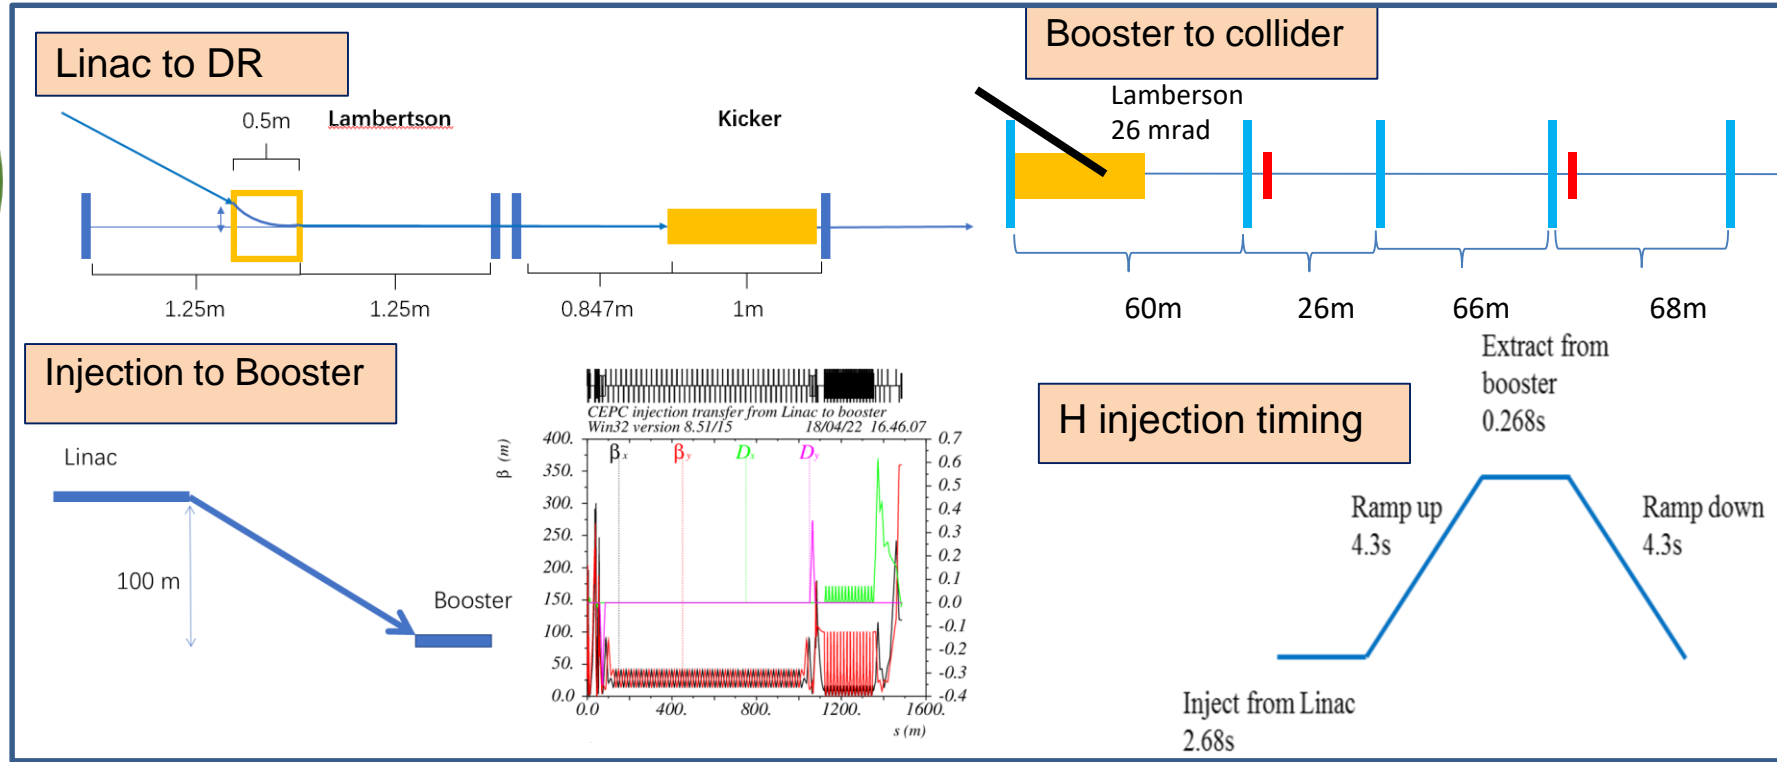 Linac to DR
0.5m
Lambertson
Kicker
1.25m
1.25m
0.847m
1m
Booster to collider
Lamberson
26 mrad
60m
26m
66m
68m
Injection to Booster
Linac
100 m
Booster
CEPC injection transfer from Linac to booster
Win32 version 8.51/15 18/04/22 16.46.07
β (m)
βx βy Dx Dy
400. 0.7
350. 0.6
0.5
300. 0.4
250. 0.3
200. 0.2
0.1
150. 0.0
100. -0.1
-0.2
50. -0.3
0.0 -0.4
0.0 400. 800. 1200. 1600.
s (m)
H injection timing
Extract from
booster
0.268s
Ramp up
4.3s
Ramp down
4.3s
Inject from Linac
2.68s